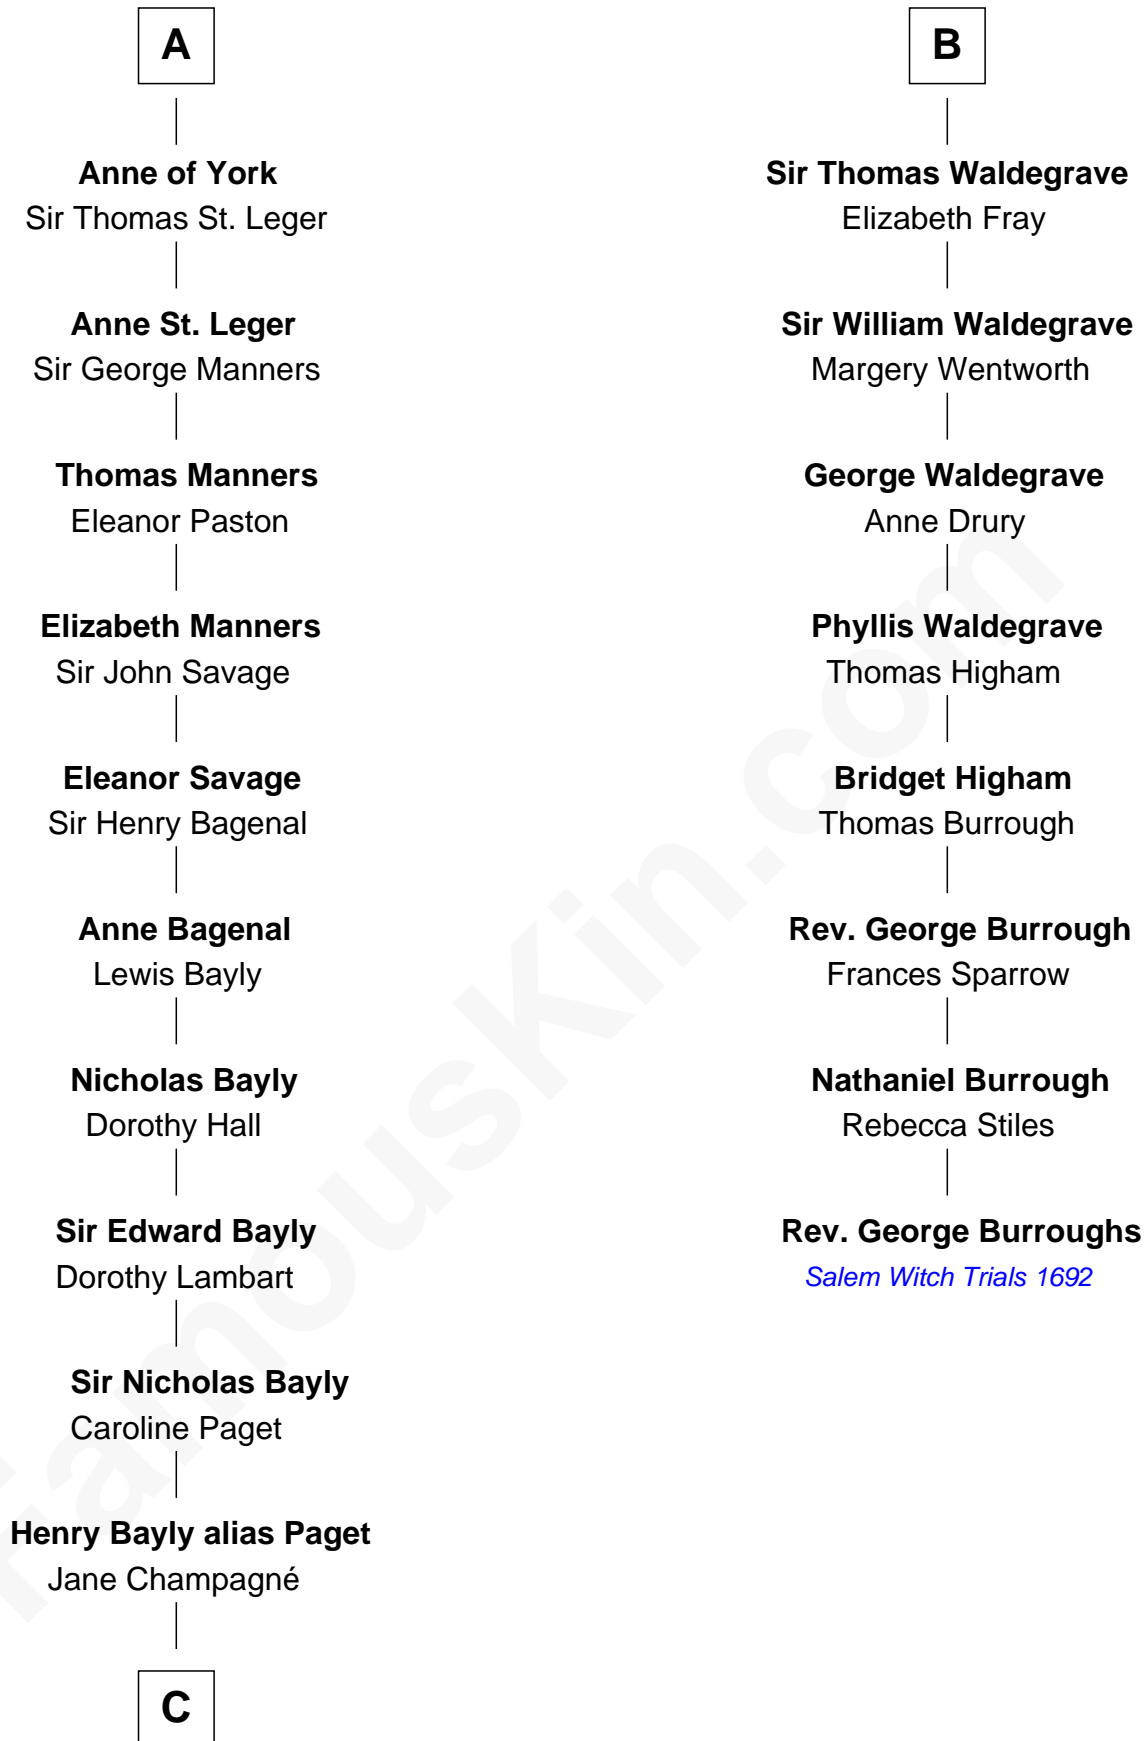 A
Anne of York
Sir Thomas St. Leger
Anne St. Leger
Sir George Manners
Thomas Manners
Eleanor Paston
Elizabeth Manners
Sir John Savage
Eleanor Savage
Sir Henry Bagenal
Anne Bagenal
Lewis Bayly
Nicholas Bayly
Dorothy Hall
Sir Edward Bayly
Dorothy Lambart
Sir Nicholas Bayly
Caroline Paget
Henry Bayly alias Paget
Jane Champagné
C
B
Sir Thomas Waldegrave
Elizabeth Fray
Sir William Waldegrave
Margery Wentworth
George Waldegrave
Anne Drury
Phyllis Waldegrave
Thomas Higham
Bridget Higham
Thomas Burrough
Rev. George Burrough
Frances Sparrow
Nathaniel Burrough
Rebecca Stiles
Rev. George Burroughs
Salem Witch Trials 1692
FamousKin.com